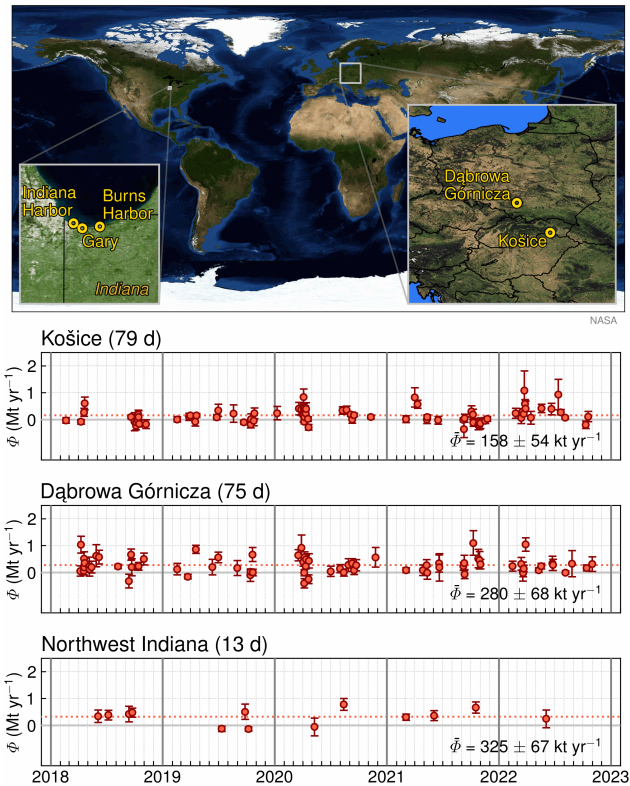 Indiana
Harbor
Burns
Harbor
Gary
Indiana
Dąbrowa
Górnicza
Košice
NASA
Košice (79 d)
Φ (Mt yr⁻¹)
2
1
0
Φ̄ = 158 ± 54 kt yr⁻¹
Dąbrowa Górnicza (75 d)
Φ (Mt yr⁻¹)
2
1
0
Φ̄ = 280 ± 68 kt yr⁻¹
Northwest Indiana (13 d)
Φ (Mt yr⁻¹)
2
1
0
Φ̄ = 325 ± 67 kt yr⁻¹
2018 2019 2020 2021 2022 2023